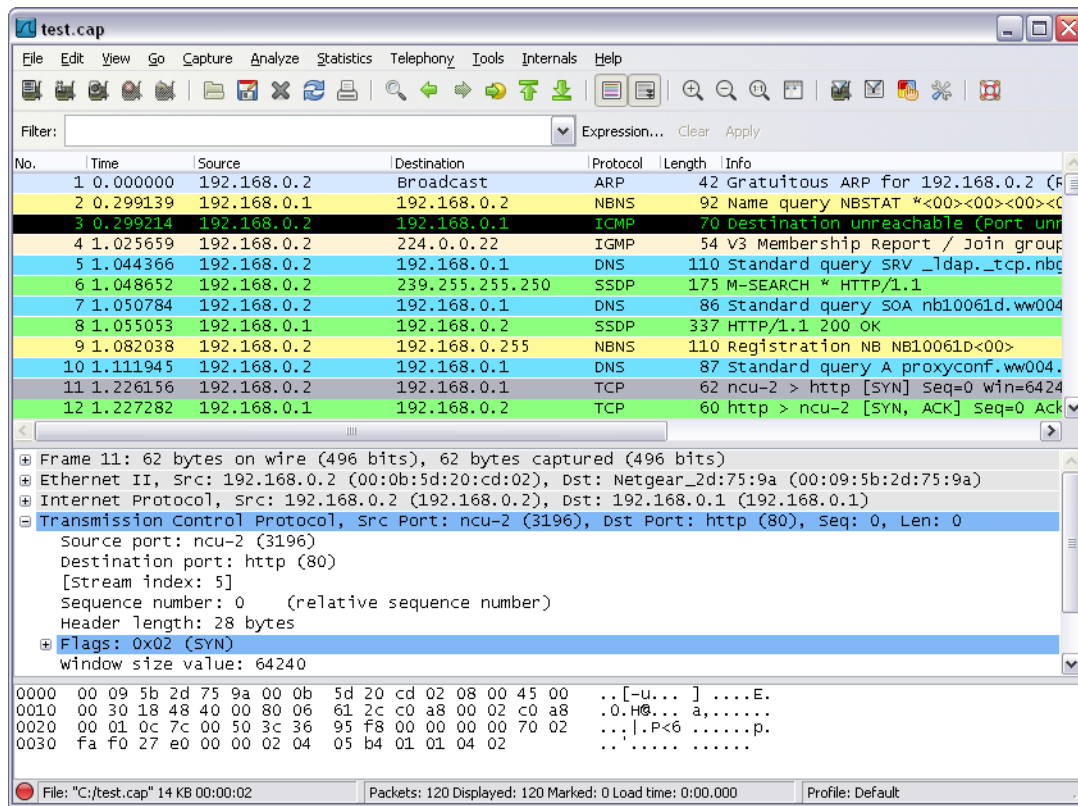 test.cap
File Edit View Go Capture Analyze Statistics Telephony Tools Internals Help
Filter: Expression... Clear Apply
No. Time Source Destination Protocol Length Info
1 0.000000 192.168.0.2 Broadcast ARP 42 Gratuitous ARP for 192.168.0.2 (R
2 0.299139 192.168.0.1 192.168.0.2 NBNS 92 Name query NBSTAT *<00><00><00><0
3 0.299214 192.168.0.2 192.168.0.1 ICMP 70 Destination unreachable (Port unr
4 1.025659 192.168.0.2 224.0.0.22 IGMP 54 V3 Membership Report / Join group
5 1.044366 192.168.0.2 192.168.0.1 DNS 110 Standard query SRV _ldap._tcp.nbg
6 1.048652 192.168.0.2 239.255.255.250 SSDP 175 M-SEARCH * HTTP/1.1
7 1.050784 192.168.0.2 192.168.0.1 DNS 86 Standard query SOA nb10061d.ww004
8 1.055053 192.168.0.1 192.168.0.2 SSDP 337 HTTP/1.1 200 OK
9 1.082038 192.168.0.2 192.168.0.255 NBNS 110 Registration NB NB10061D<00>
10 1.111945 192.168.0.2 192.168.0.1 DNS 87 Standard query A proxyconf.ww004.
11 1.226156 192.168.0.2 192.168.0.1 TCP 62 ncu-2 > http [SYN] Seq=0 Win=6424
12 1.227282 192.168.0.1 192.168.0.2 TCP 60 http > ncu-2 [SYN, ACK] Seq=0 Ack
Frame 11: 62 bytes on wire (496 bits), 62 bytes captured (496 bits)
Ethernet II, Src: 192.168.0.2 (00:0b:5d:20:cd:02), Dst: Netgear_2d:75:9a (00:09:5b:2d:75:9a)
Internet Protocol, Src: 192.168.0.2 (192.168.0.2), Dst: 192.168.0.1 (192.168.0.1)
Transmission Control Protocol, Src Port: ncu-2 (3196), Dst Port: http (80), Seq: 0, Len: 0
Source port: ncu-2 (3196)
Destination port: http (80)
[Stream index: 5]
Sequence number: 0 (relative sequence number)
Header length: 28 bytes
Flags: 0x02 (SYN)
Window size value: 64240
0000 00 09 5b 2d 75 9a 00 0b 5d 20 cd 02 08 00 45 00 ..[-u... ] ....E.
0010 00 30 18 48 40 00 80 06 61 2c c0 a8 00 02 c0 a8 .0.H@... a,......
0020 00 01 0c 7c 00 50 3c 36 95 f8 00 00 00 00 70 02 ...|.P<6 ......p.
0030 fa f0 27 e0 00 00 02 04 05 b4 01 01 04 02 ..'..... ......
File: "C:/test.cap" 14 KB 00:00:02 Packets: 120 Displayed: 120 Marked: 0 Load time: 0:00.000 Profile: Default